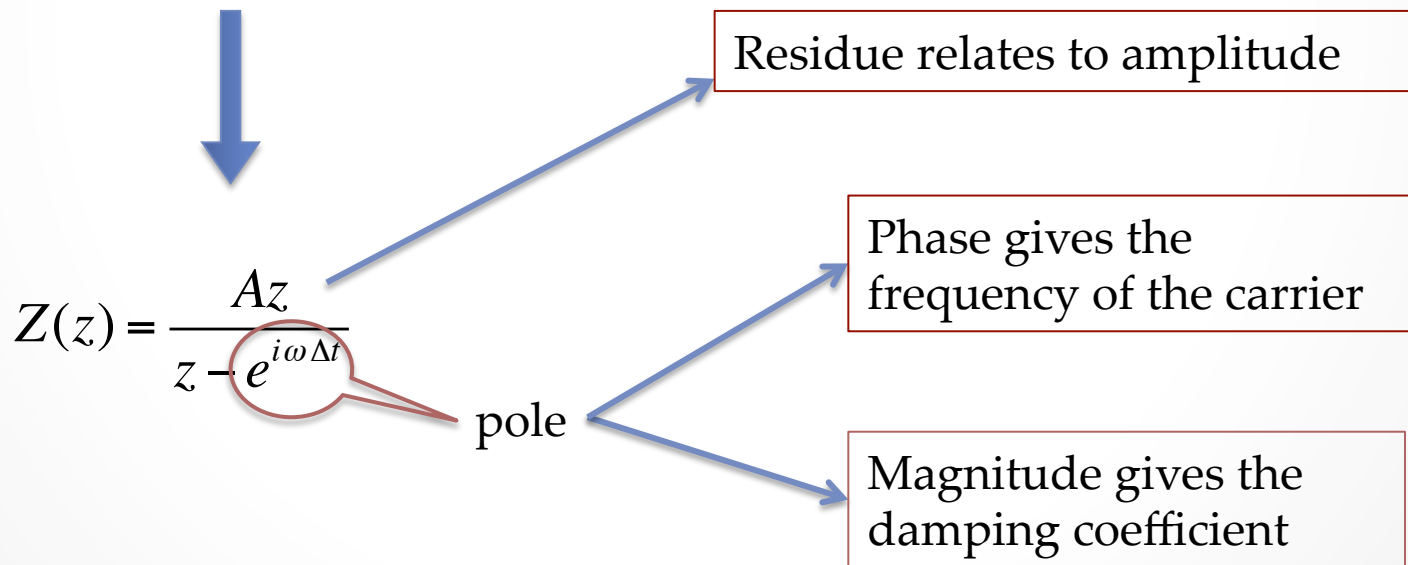 Residue relates to amplitude
Phase gives the
frequency of the carrier
Z(z) = Az / (z − e^{iωΔt})
pole
Magnitude gives the
damping coefficient